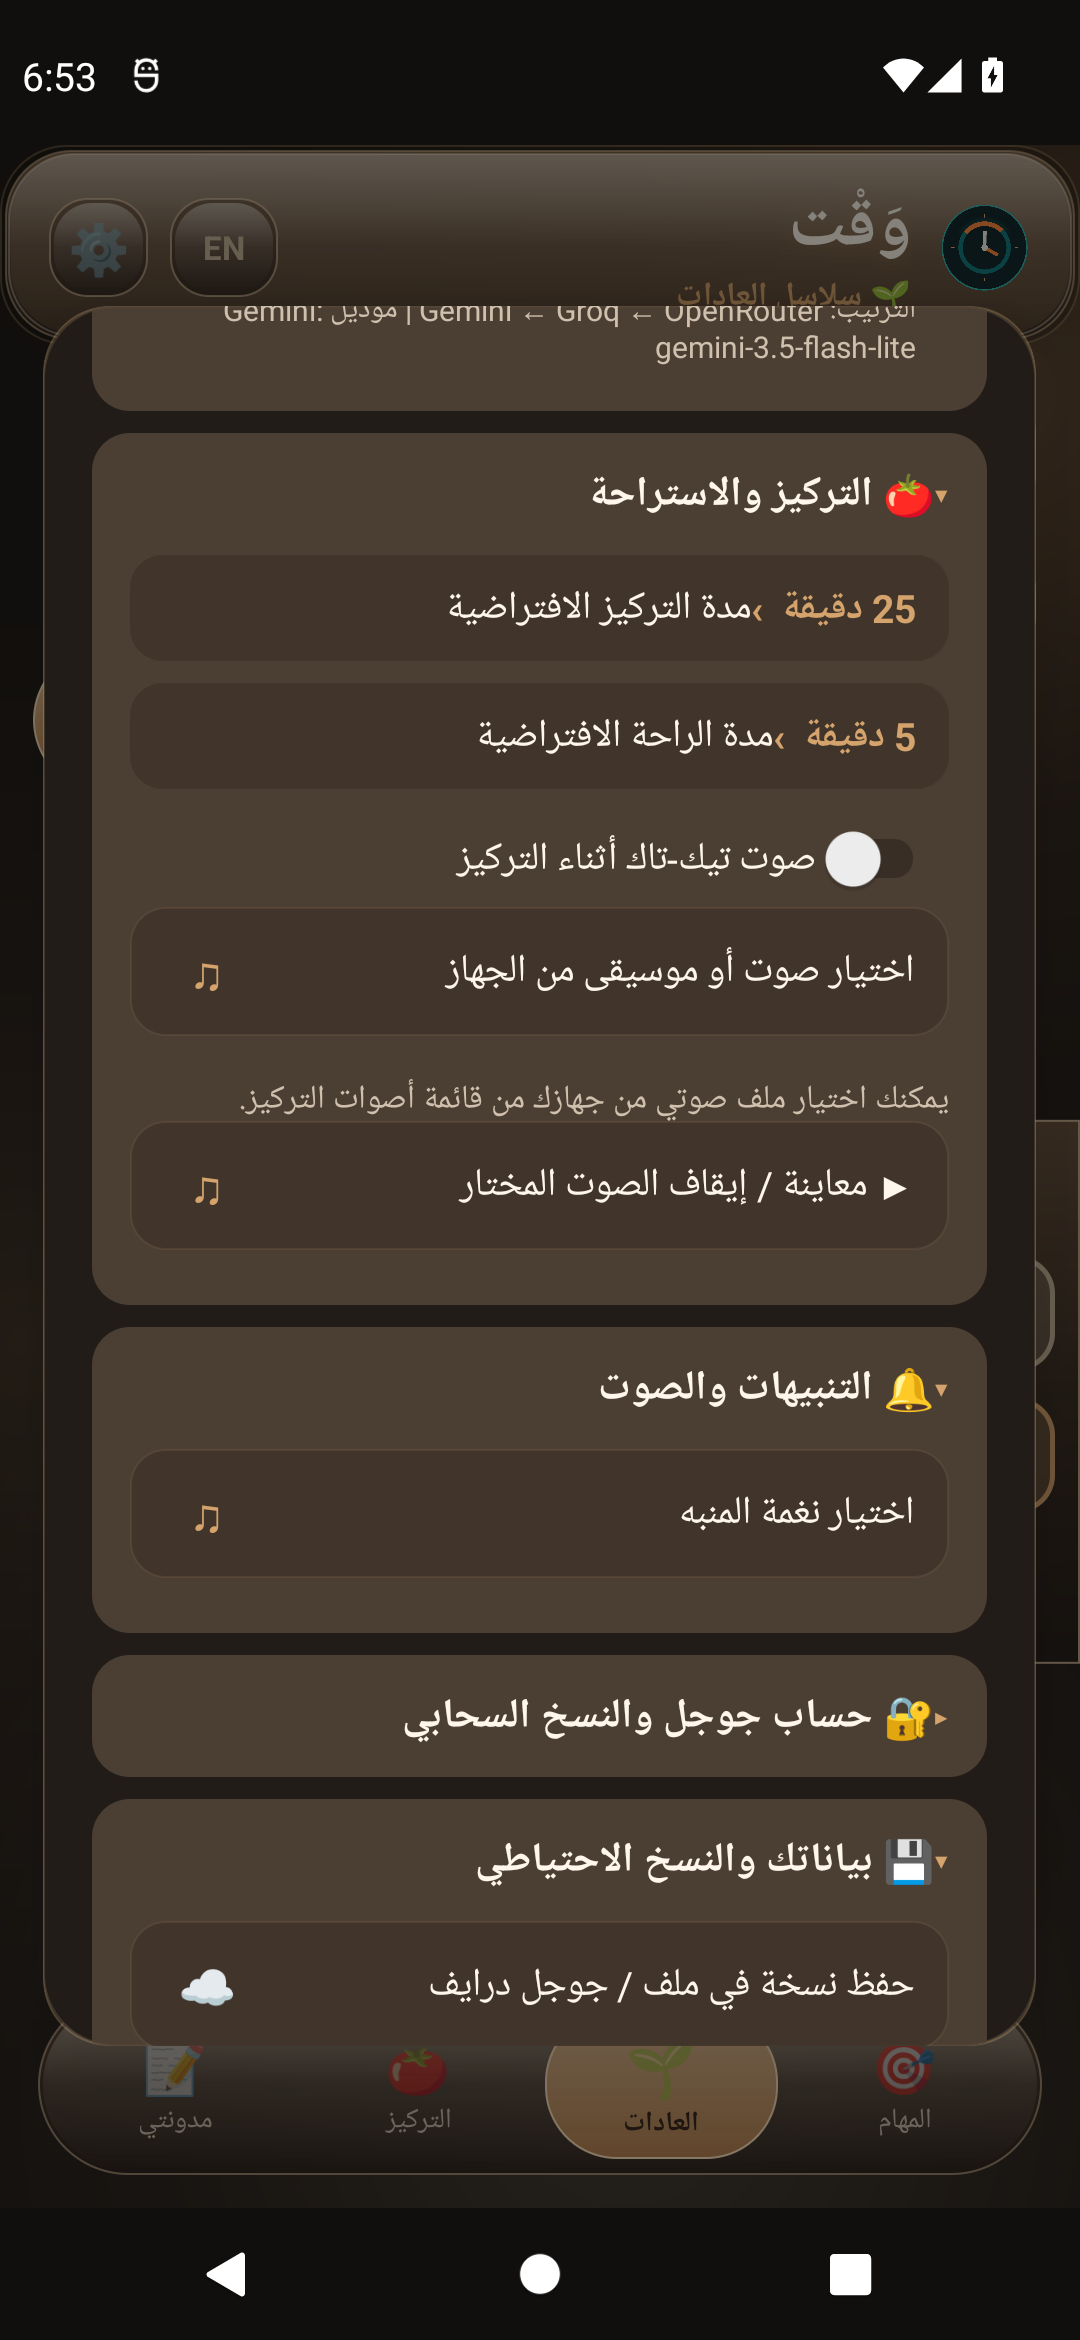 6:53
وَقْت
EN
سلاسل العادات
الترتيب: Gemini ← Groq ← OpenRouter | موديل Gemini:
gemini-3.5-flash-lite
التركيز والاستراحة
مدة التركيز الافتراضية› 25 دقيقة
مدة الراحة الافتراضية› 5 دقيقة
صوت تيك-تاك أثناء التركيز
اختيار صوت أو موسيقى من الجهاز ♫
يمكنك اختيار ملف صوتي من جهازك من قائمة أصوات التركيز.
▶ معاينة / إيقاف الصوت المختار ♫
التنبيهات والصوت
اختيار نغمة المنبه ♫
حساب جوجل والنسخ السحابي
بياناتك والنسخ الاحتياطي
حفظ نسخة في ملف / جوجل درايف
المهام
العادات
التركيز
مدونتي